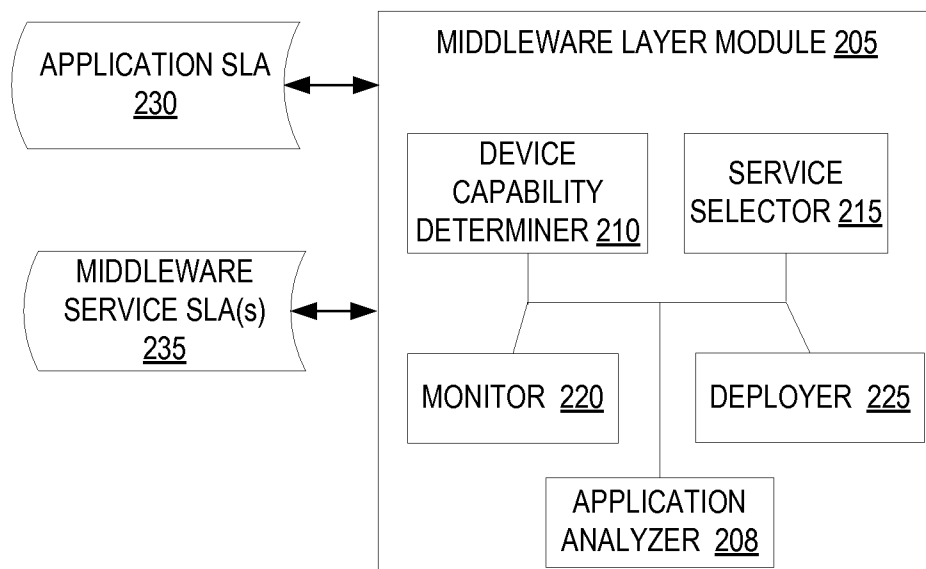 APPLICATION SLA
230
MIDDLEWARE LAYER MODULE 205
DEVICE
CAPABILITY
DETERMINER 210
SERVICE
SELECTOR 215
MIDDLEWARE
SERVICE SLA(s)
235
MONITOR 220
DEPLOYER 225
APPLICATION
ANALYZER 208